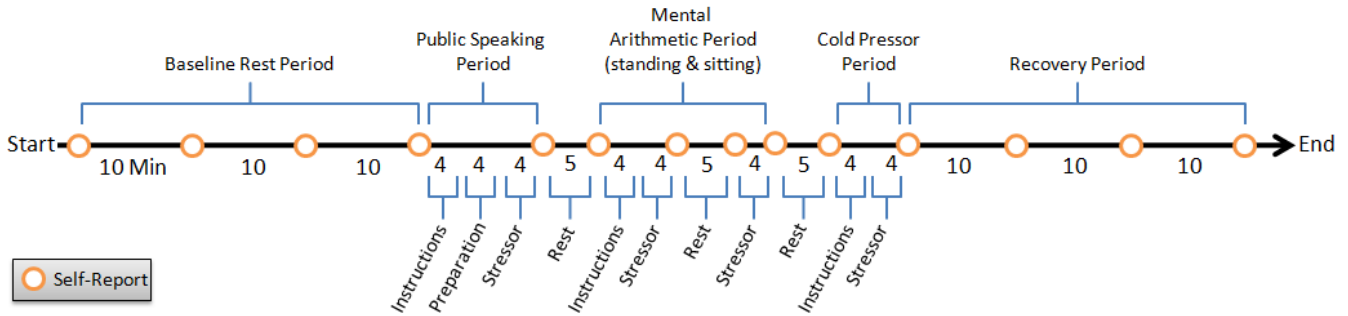 Baseline Rest Period
Public Speaking
Period
Mental
Arithmetic Period
(standing & sitting)
Cold Pressor
Period
Recovery Period
Start
End
10 Min
10
10
4
4
4
5
4
4
5
4
5
4
4
10
10
10
Instructions
Preparation
Stressor
Rest
Instructions
Stressor
Rest
Stressor
Rest
Instructions
Stressor
Self-Report